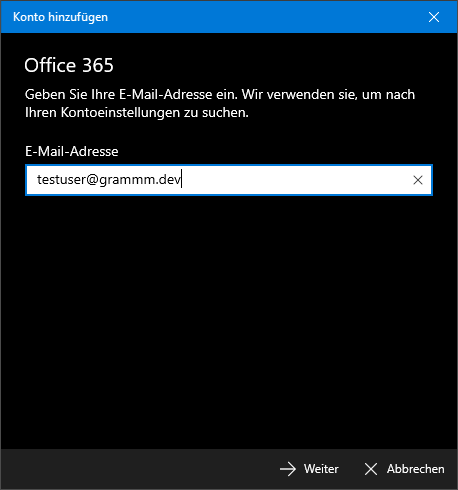 Konto hinzufügen
Office 365
Geben Sie Ihre E-Mail-Adresse ein. Wir verwenden sie, um nach
Ihren Kontoeinstellungen zu suchen.
E-Mail-Adresse
testuser@grammm.dev
Weiter
Abbrechen